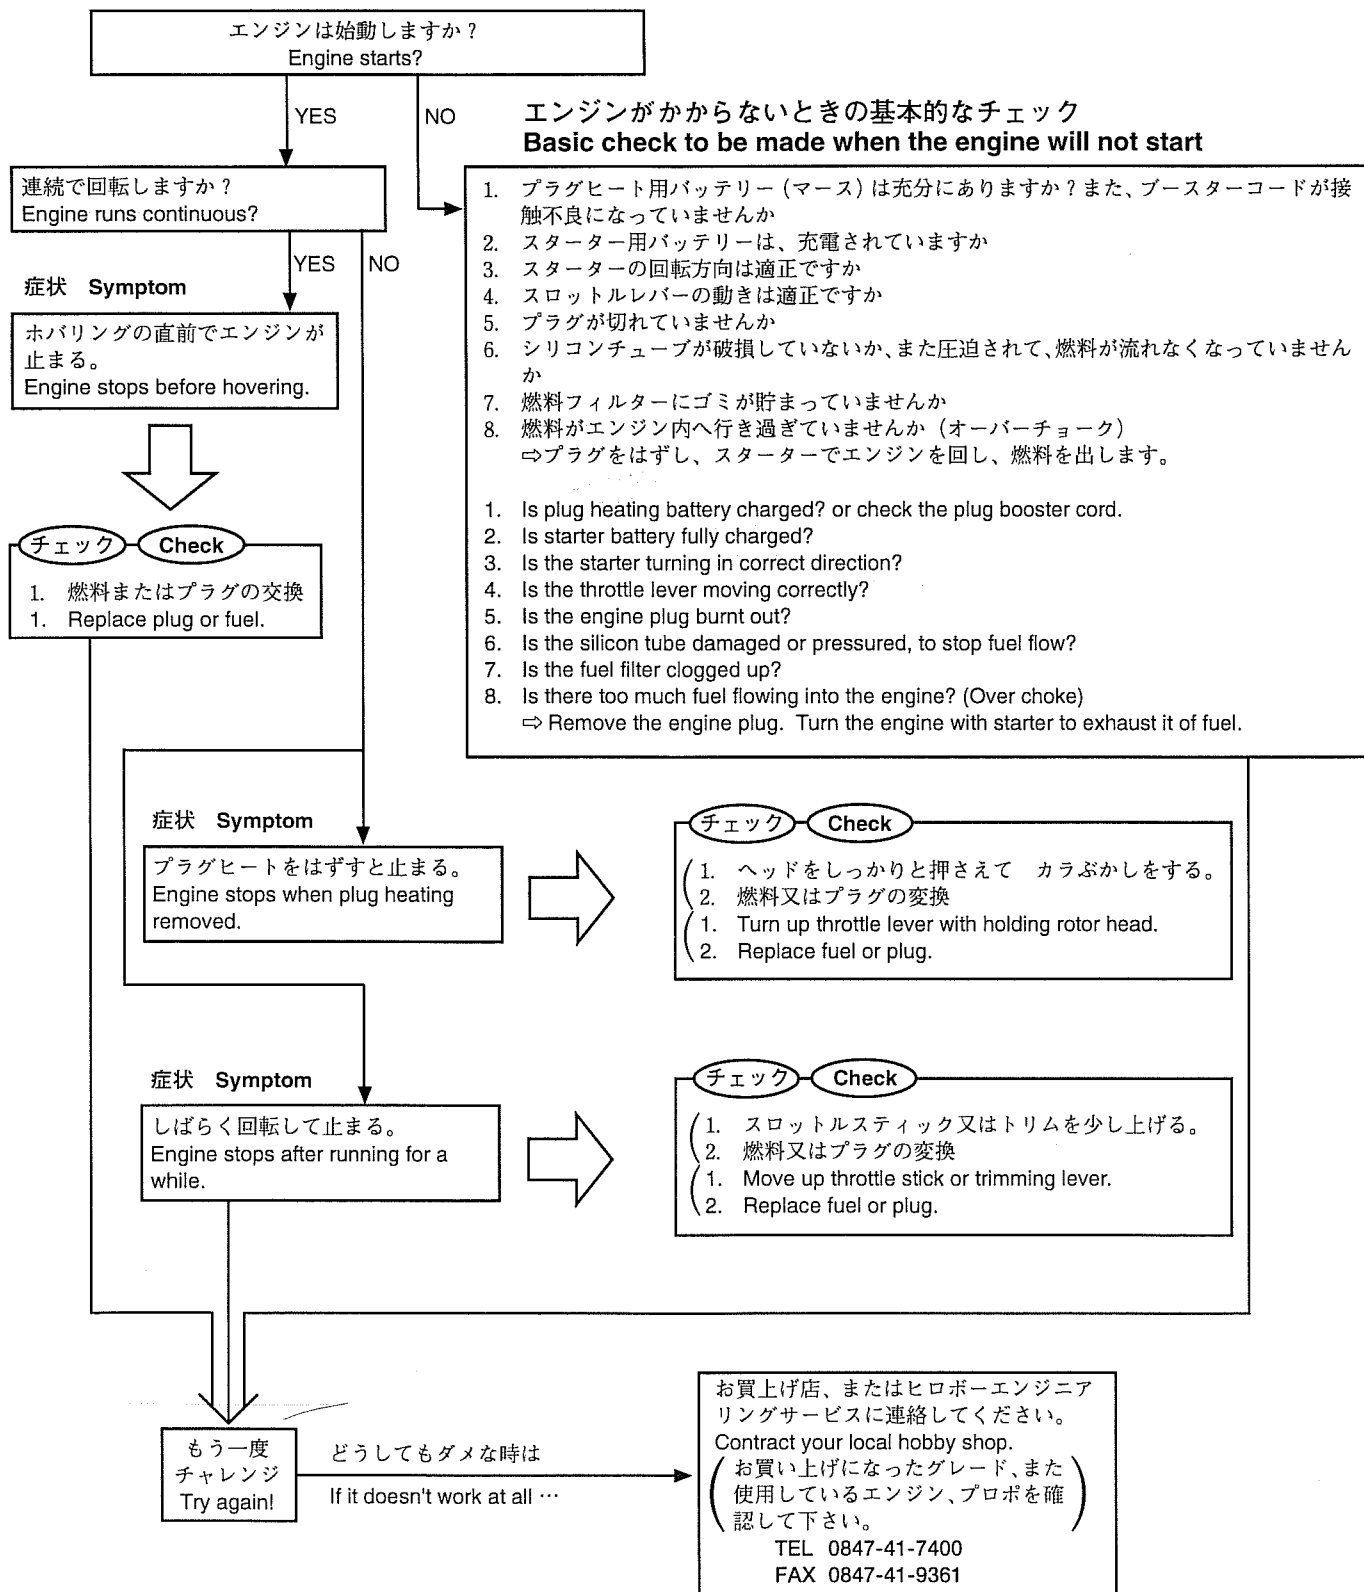 エンジンは始動しますか？
Engine starts?
YES
NO
エンジンがかからないときの基本的なチェック
Basic check to be made when the engine will not start
連続で回転しますか？
Engine runs continuous?
1. プラグヒート用バッテリー(マース)は充分にありますか？また、ブースターコードが接
触不良になっていませんか
2. スターター用バッテリーは、充電されていますか
3. スターターの回転方向は適正ですか
4. スロットルレバーの動きは適正ですか
5. プラグが切れていませんか
6. シリコンチューブが破損していないか、また圧迫されて、燃料が流れなくなっていません
か
7. 燃料フィルターにゴミが貯まっていませんか
8. 燃料がエンジン内へ行き過ぎていませんか（オーバーチョーク）
⇨プラグをはずし、スターターでエンジンを回し、燃料を出します。
1. Is plug heating battery charged? or check the plug booster cord.
2. Is starter battery fully charged?
3. Is the starter turning in correct direction?
4. Is the throttle lever moving correctly?
5. Is the engine plug burnt out?
6. Is the silicon tube damaged or pressured, to stop fuel flow?
7. Is the fuel filter clogged up?
8. Is there too much fuel flowing into the engine? (Over choke)
⇨ Remove the engine plug. Turn the engine with starter to exhaust it of fuel.
YES
NO
症状 Symptom
ホバリングの直前でエンジンが
止まる。
Engine stops before hovering.
チェック Check
1. 燃料またはプラグの交換
1. Replace plug or fuel.
症状 Symptom
プラグヒートをはずすと止まる。
Engine stops when plug heating
removed.
チェック Check
1. ヘッドをしっかりと押さえて カラぶかしをする。
2. 燃料又はプラグの変換
1. Turn up throttle lever with holding rotor head.
2. Replace fuel or plug.
症状 Symptom
しばらく回転して止まる。
Engine stops after running for a
while.
チェック Check
1. スロットルスティック又はトリムを少し上げる。
2. 燃料又はプラグの変換
1. Move up throttle stick or trimming lever.
2. Replace fuel or plug.
もう一度
チャレンジ
Try again!
どうしてもダメな時は
If it doesn't work at all …
お買上げ店、またはヒロボーエンジニア
リングサービスに連絡してください。
Contract your local hobby shop.
(お買い上げになったグレード、また
使用しているエンジン、プロポを確
認して下さい。)
TEL 0847-41-7400
FAX 0847-41-9361